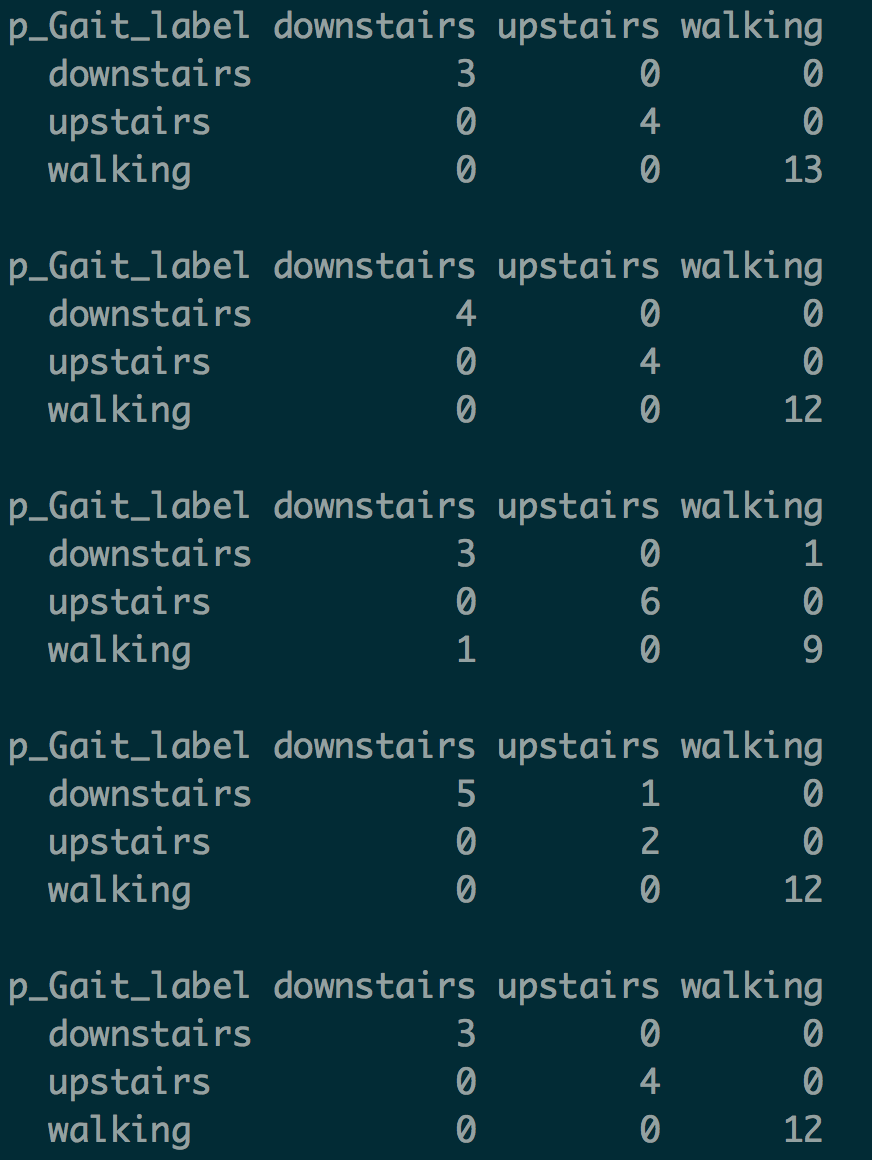 p_Gait_label downstairs upstairs walking
downstairs 3 0 0
upstairs 0 4 0
walking 0 0 13
p_Gait_label downstairs upstairs walking
downstairs 4 0 0
upstairs 0 4 0
walking 0 0 12
p_Gait_label downstairs upstairs walking
downstairs 3 0 1
upstairs 0 6 0
walking 1 0 9
p_Gait_label downstairs upstairs walking
downstairs 5 1 0
upstairs 0 2 0
walking 0 0 12
p_Gait_label downstairs upstairs walking
downstairs 3 0 0
upstairs 0 4 0
walking 0 0 12